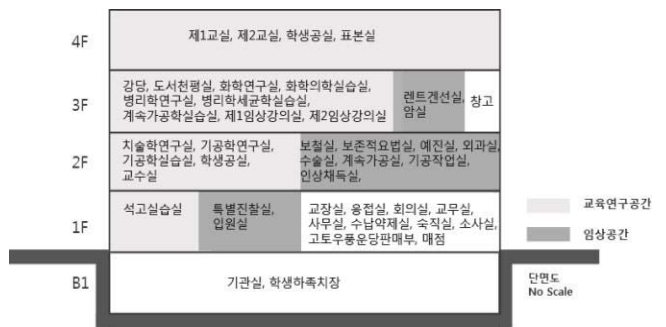 4F
제1교실, 제2교실, 학생공실, 표본실
3F
강당, 도서천평실, 화학연구실, 화학의학실습실,
병리학연구실, 병리학세균학실습실,
계속가공학실습실, 제1임상강의실, 제2임상강의실
렌트겐선실,
암실
창고
2F
치술학연구실, 기공학연구실,
기공학실습실, 학생공실,
교수실
보철실, 보존적요법실, 예진실, 외과실,
수술실, 계속가공실, 기공작업실,
인상채득실,
1F
석고실습실
특별진찰실,
입원실
교장실, 응접실, 회의실, 교무실,
사무실, 수납약제실, 숙직실, 소사실,
고토우풍운당판매부, 매점
B1
기관실, 학생하족치장
교육연구공간
임상공간
단면도
No Scale